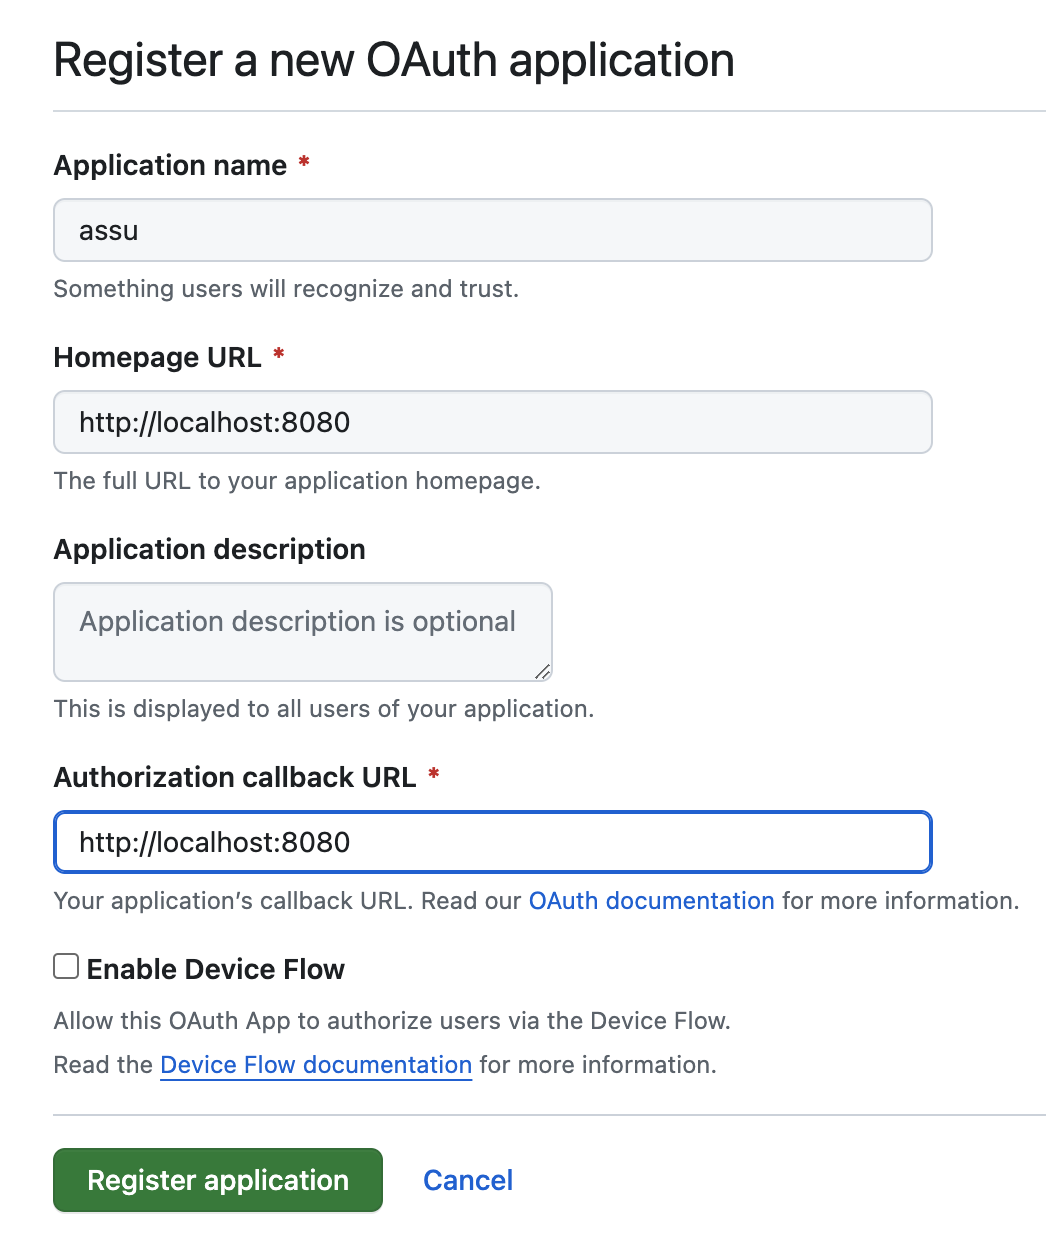 Register a new OAuth application
Application name *
assu
Something users will recognize and trust.
Homepage URL *
http://localhost:8080
The full URL to your application homepage.
Application description
Application description is optional
This is displayed to all users of your application.
Authorization callback URL *
http://localhost:8080
Your application’s callback URL. Read our OAuth documentation for more information.
Enable Device Flow
Allow this OAuth App to authorize users via the Device Flow.
Read the Device Flow documentation for more information.
Register application Cancel